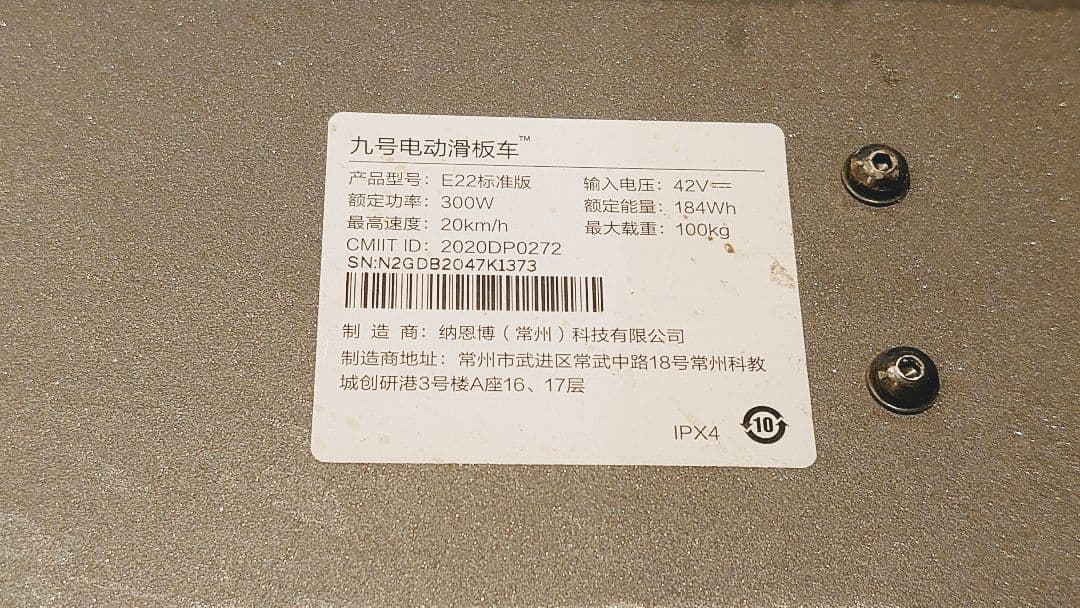 九号电动滑板车™
产品型号：E22标准版 输入电压：42V⎓
额定功率：300W 额定能量：184Wh
最高速度：20km/h 最大载重：100kg
CMIIT ID：2020DP0272
SN:N2GDB2047K1373
制 造 商：纳恩博（常州）科技有限公司
制造商地址：常州市武进区常武中路18号常州科教
城创研港3号楼A座16、17层
IPX4 10